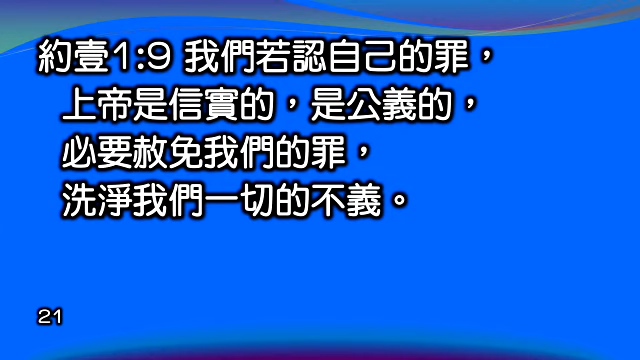 約壹1:9 我們若認自己的罪，
上帝是信實的，是公義的，
必要赦免我們的罪，
洗淨我們一切的不義。
21